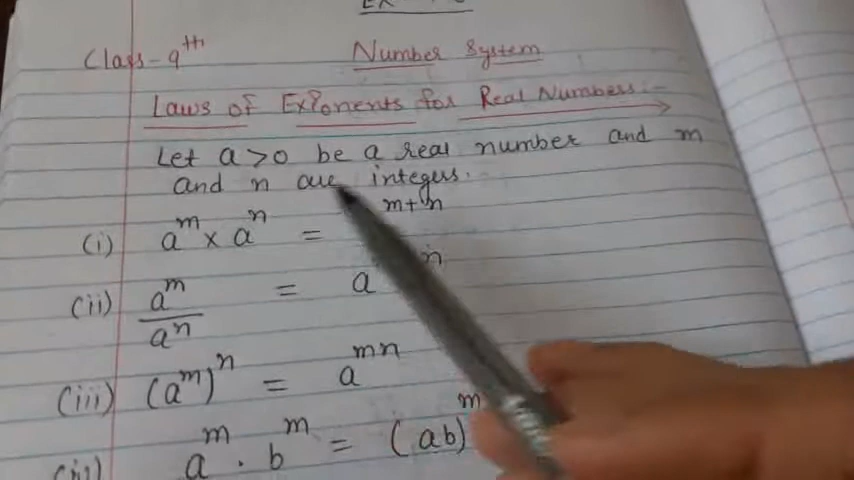 Class - 9th Number System
Laws of Exponents for Real Numbers :-
Let a > 0 be a real number and m
and n are integers.
(i) a^m × a^n = m+n
(ii) a^m / a^n = a n
(iii) (a^m)^n = a^mn
a^m . b^m = (ab)^m